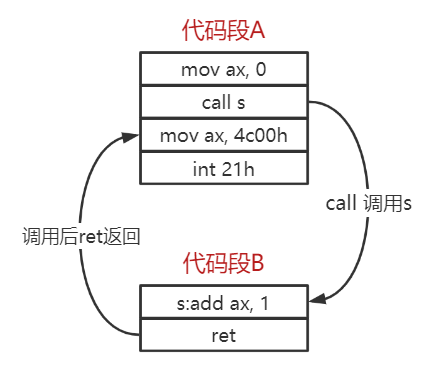 代码段A
mov ax, 0
call s
mov ax, 4c00h
int 21h
call 调用s
调用后ret返回
代码段B
s:add ax, 1
ret